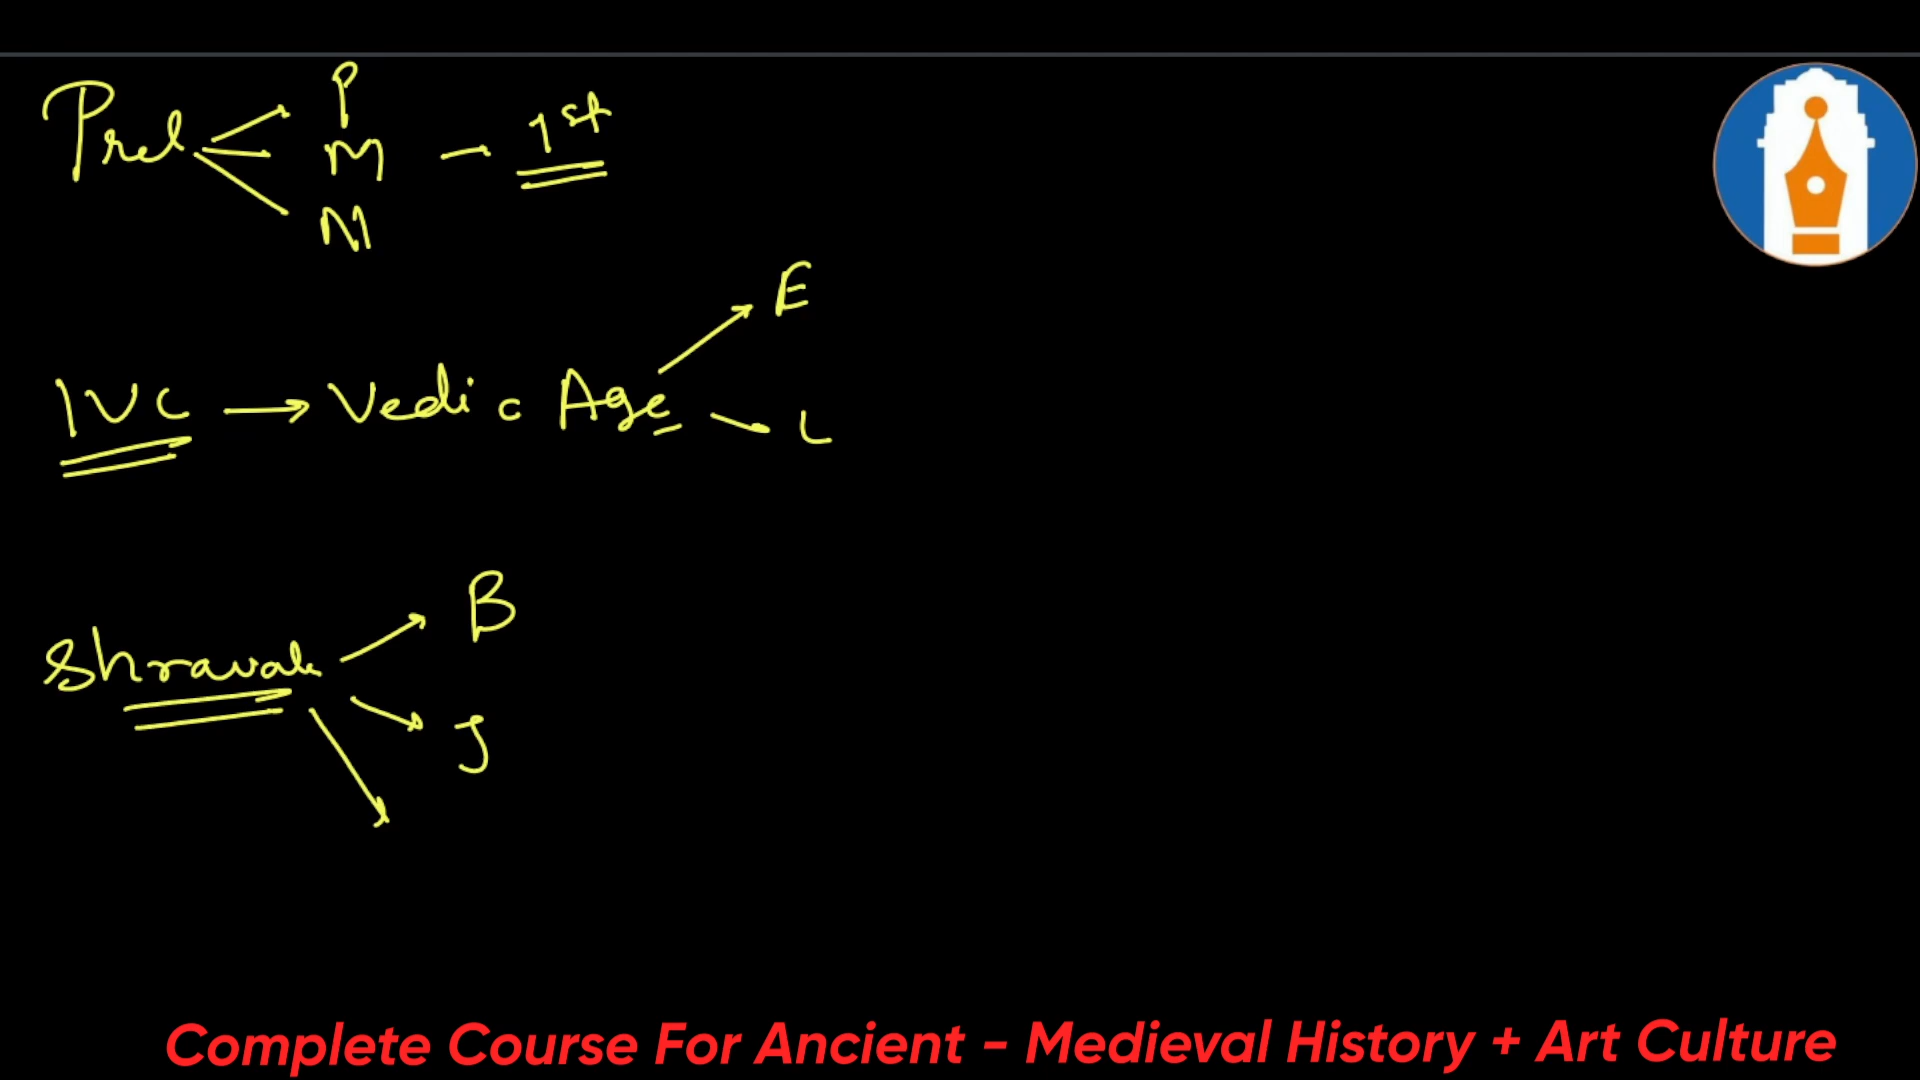 P
Prel M - 1st
N
E
IVC → Vedic Age L
B
Shravak
J
Complete Course For Ancient - Medieval History + Art Culture